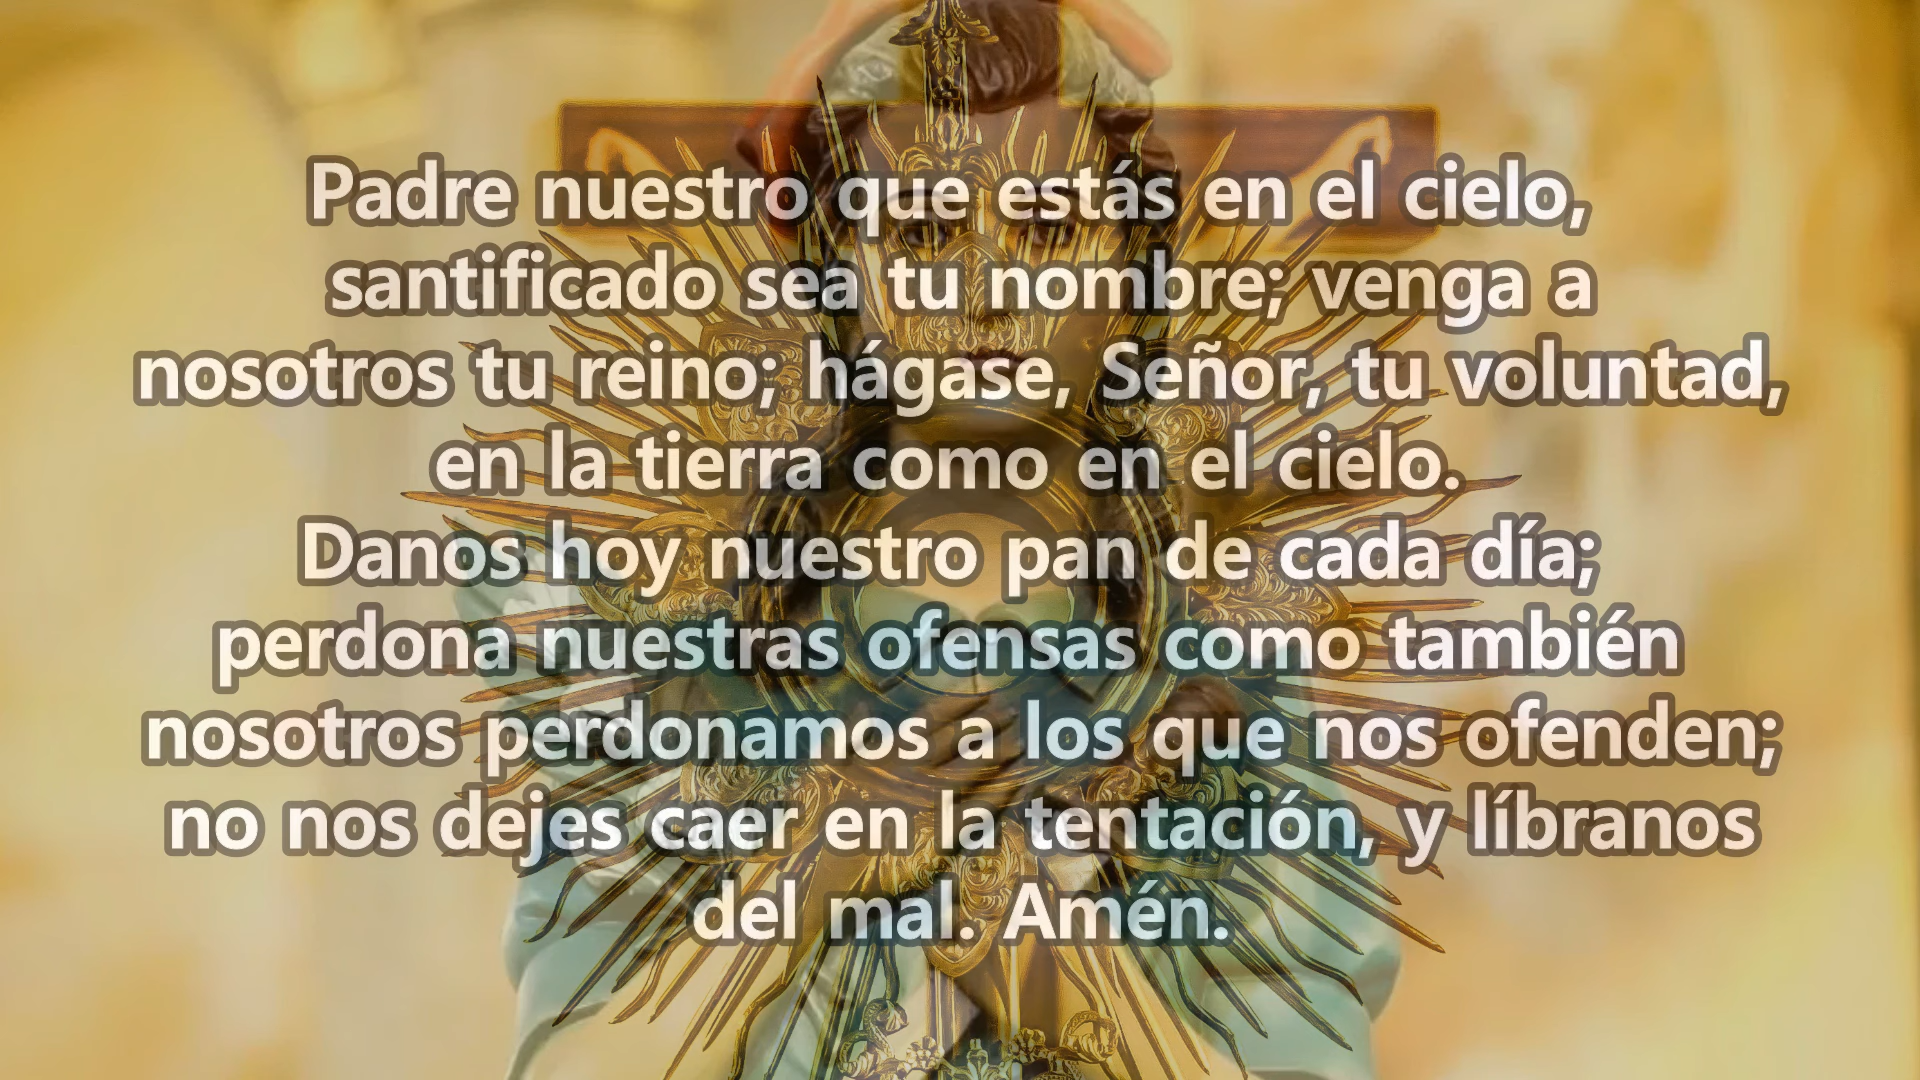 Padre nuestro que estás en el cielo,
santificado sea tu nombre; venga a
nosotros tu reino; hágase, Señor, tu voluntad,
en la tierra como en el cielo.
Danos hoy nuestro pan de cada día;
perdona nuestras ofensas como también
nosotros perdonamos a los que nos ofenden;
no nos dejes caer en la tentación, y líbranos
del mal. Amén.